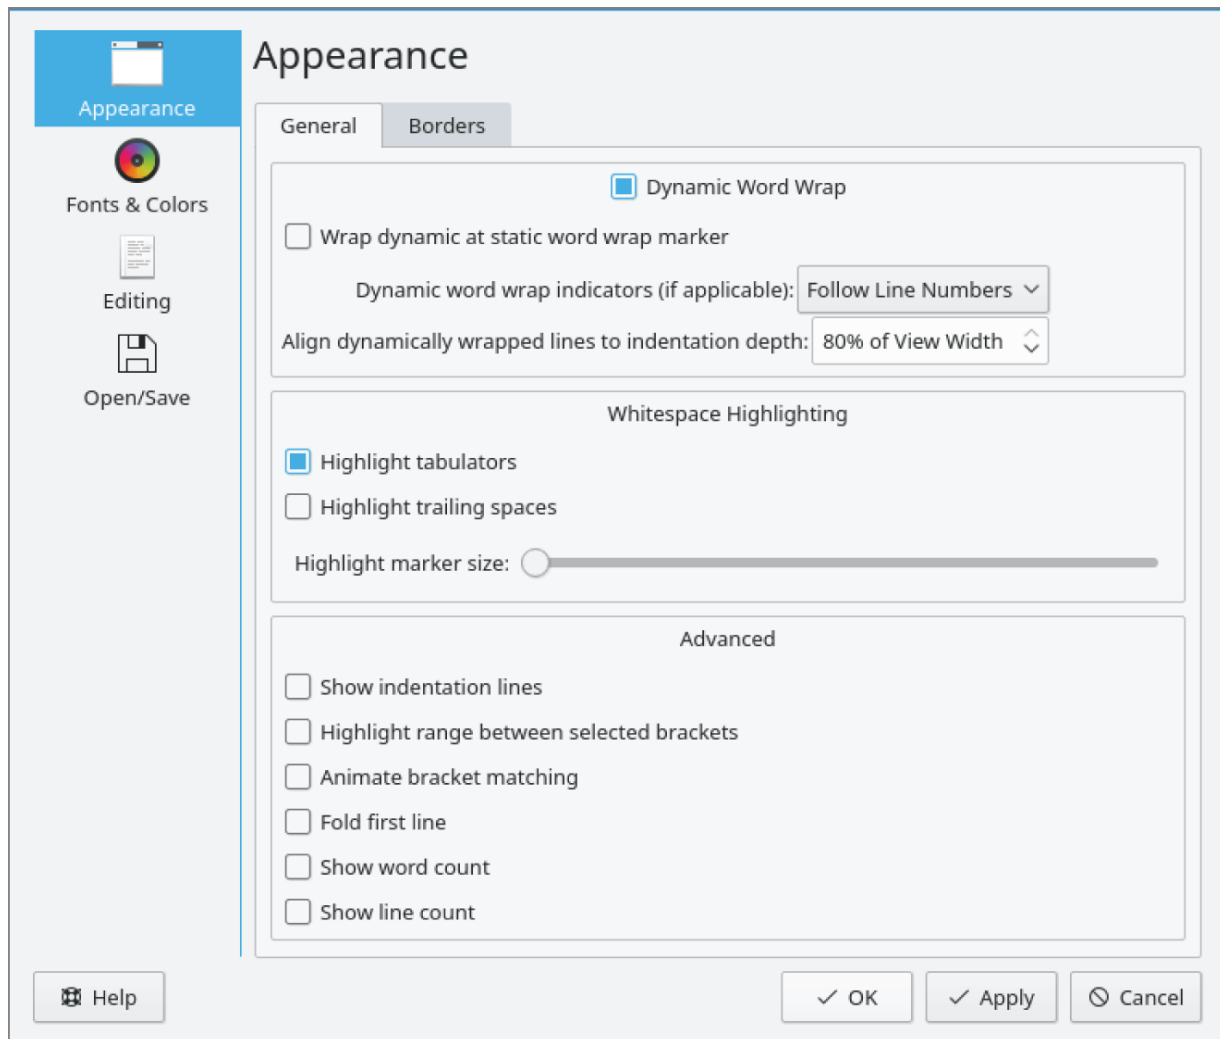 Appearance
Fonts & Colors
Editing
Open/Save
Appearance
General
Borders
Dynamic Word Wrap
Wrap dynamic at static word wrap marker
Dynamic word wrap indicators (if applicable): Follow Line Numbers
Align dynamically wrapped lines to indentation depth: 80% of View Width
Whitespace Highlighting
Highlight tabulators
Highlight trailing spaces
Highlight marker size:
Advanced
Show indentation lines
Highlight range between selected brackets
Animate bracket matching
Fold first line
Show word count
Show line count
Help
OK
Apply
Cancel